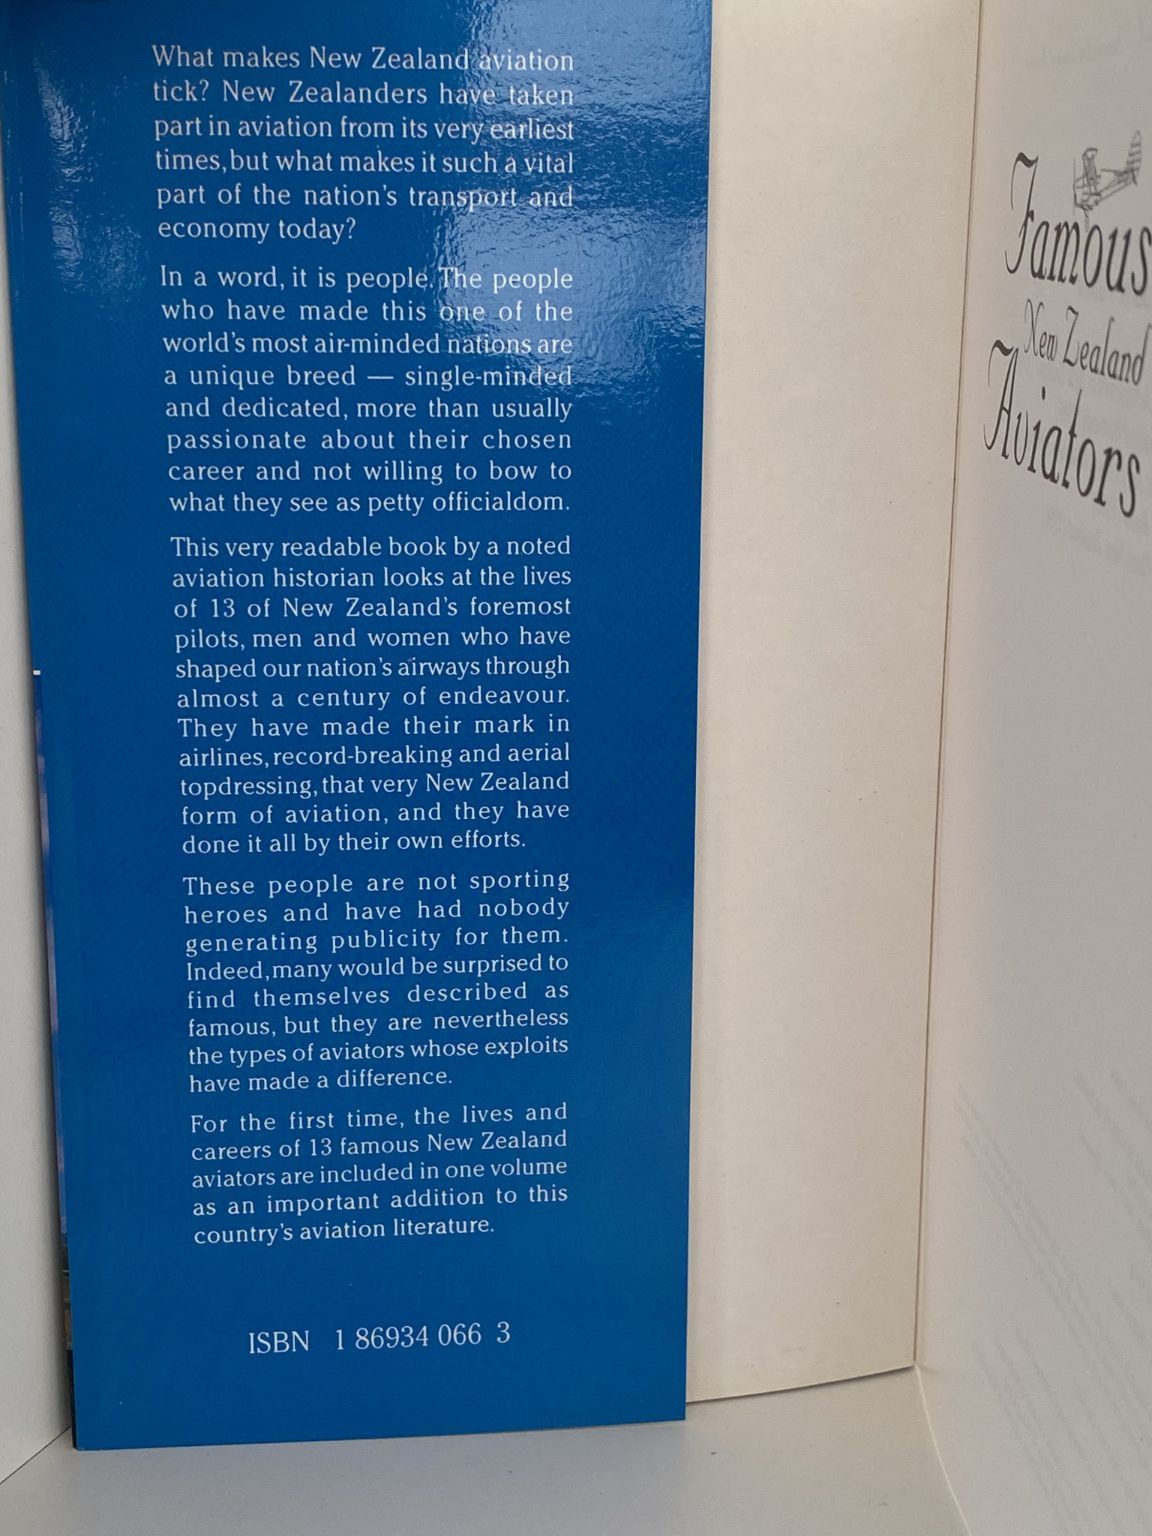 What makes New Zealand aviation
tick? New Zealanders have taken
part in aviation from its very earliest
times, but what makes it such a vital
part of the nation's transport and
economy today?
In a word, it is people. The people
who have made this one of the
world's most air-minded nations are
a unique breed — single-minded
and dedicated, more than usually
passionate about their chosen
career and not willing to bow to
what they see as petty officialdom.
This very readable book by a noted
aviation historian looks at the lives
of 13 of New Zealand's foremost
pilots, men and women who have
shaped our nation's airways through
almost a century of endeavour.
They have made their mark in
airlines, record-breaking and aerial
topdressing, that very New Zealand
form of aviation, and they have
done it all by their own efforts.
These people are not sporting
heroes and have had nobody
generating publicity for them.
Indeed, many would be surprised to
find themselves described as
famous, but they are nevertheless
the types of aviators whose exploits
have made a difference.
For the first time, the lives and
careers of 13 famous New Zealand
aviators are included in one volume
as an important addition to this
country's aviation literature.
ISBN 1 86934 066 3
Famous
New Zealand
Aviators